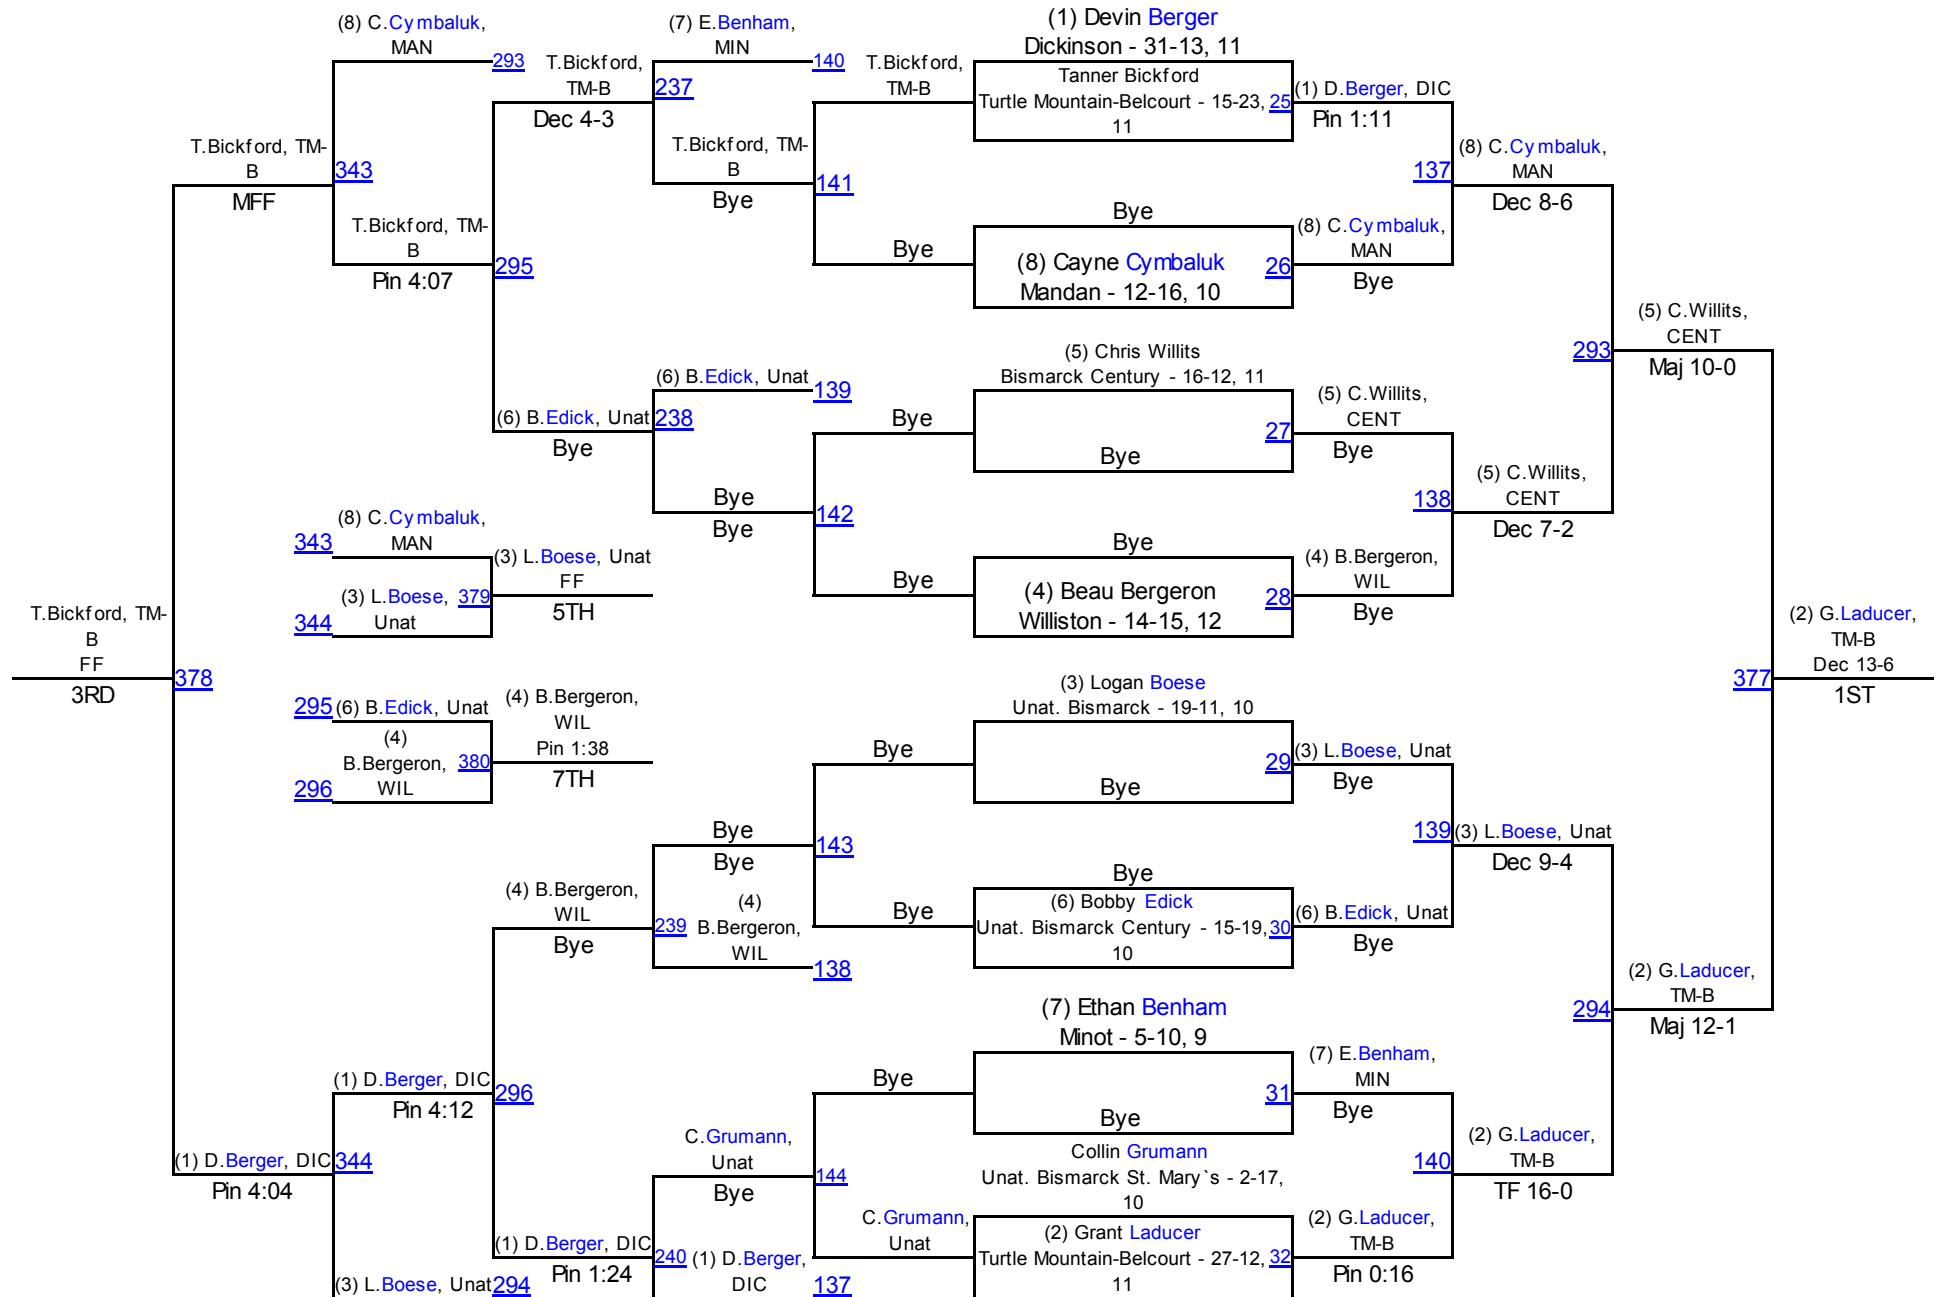 (8) C.Cymbaluk,
MAN
293
(7) E.Benham,
MIN
140
T.Bickford,
TM-B
237
Dec 4-3
T.Bickford,
TM-B
(1) Devin Berger
Dickinson - 31-13, 11
Tanner Bickford
Turtle Mountain-Belcourt - 15-23,
11
25
(1) D.Berger, DIC
Pin 1:11
T.Bickford, TM-
B
Bye
141
T.Bickford, TM-
B
MFF
343
T.Bickford, TM-
B
Pin 4:07
295
137
(8) C.Cymbaluk,
MAN
Dec 8-6
Bye
Bye
(8) Cayne Cymbaluk
Mandan - 12-16, 10
26
(8) C.Cymbaluk,
MAN
Bye
(5) C.Willits,
CENT
Maj 10-0
293
(6) B.Edick, Unat
139
(6) B.Edick, Unat
Bye
238
(5) Chris Willits
Bismarck Century - 16-12, 11
Bye
Bye
27
(5) C.Willits,
CENT
Bye
138
(5) C.Willits,
CENT
Dec 7-2
Bye
Bye
142
Bye
Bye
(4) Beau Bergeron
Williston - 14-15, 12
28
(4) B.Bergeron,
WIL
Bye
343
(8) C.Cymbaluk,
MAN
344
(3) L.Boese,
Unat
379
(3) L.Boese, Unat
FF
5TH
T.Bickford, TM-
B
FF
3RD
378
(2) G.Laducer,
TM-B
Dec 13-6
1ST
377
295
(6) B.Edick, Unat
296
(4)
B.Bergeron,
WIL
380
(4) B.Bergeron,
WIL
Pin 1:38
7TH
(3) Logan Boese
Unat. Bismarck - 19-11, 10
Bye
Bye
29
(3) L.Boese, Unat
Bye
139
(3) L.Boese, Unat
Dec 9-4
Bye
Bye
143
Bye
Bye
(6) Bobby Edick
Unat. Bismarck Century - 15-19,
10
30
(6) B.Edick, Unat
Bye
(4) B.Bergeron,
WIL
Bye
239
(4)
B.Bergeron,
WIL
138
294
(2) G.Laducer,
TM-B
Maj 12-1
(7) Ethan Benham
Minot - 5-10, 9
Bye
Bye
31
(7) E.Benham,
MIN
Bye
(1) D.Berger, DIC
Pin 4:12
296
C.Grumann,
Unat
Bye
144
Collin Grumann
Unat. Bismarck St. Mary`s - 2-17,
10
140
(2) G.Laducer,
TM-B
TF 16-0
(1) D.Berger, DIC
Pin 4:04
344
C.Grumann,
Unat
(2) Grant Laducer
Turtle Mountain-Belcourt - 27-12,
11
32
(2) G.Laducer,
TM-B
Pin 0:16
(1) D.Berger, DIC
Pin 1:24
240
(1) D.Berger,
DIC
137
(3) L.Boese, Unat
294